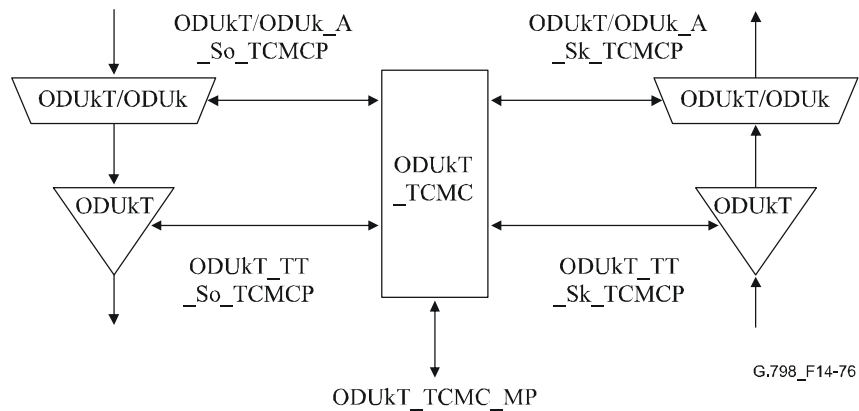 ODUkT/ODUk_A
_So_TCMCP
ODUkT/ODUk_A
_Sk_TCMCP
ODUkT/ODUk
ODUkT/ODUk
ODUkT
_TCMC
ODUkT
ODUkT
ODUkT_TT
_So_TCMCP
ODUkT_TT
_Sk_TCMCP
G.798_F14-76
ODUkT_TCMC_MP